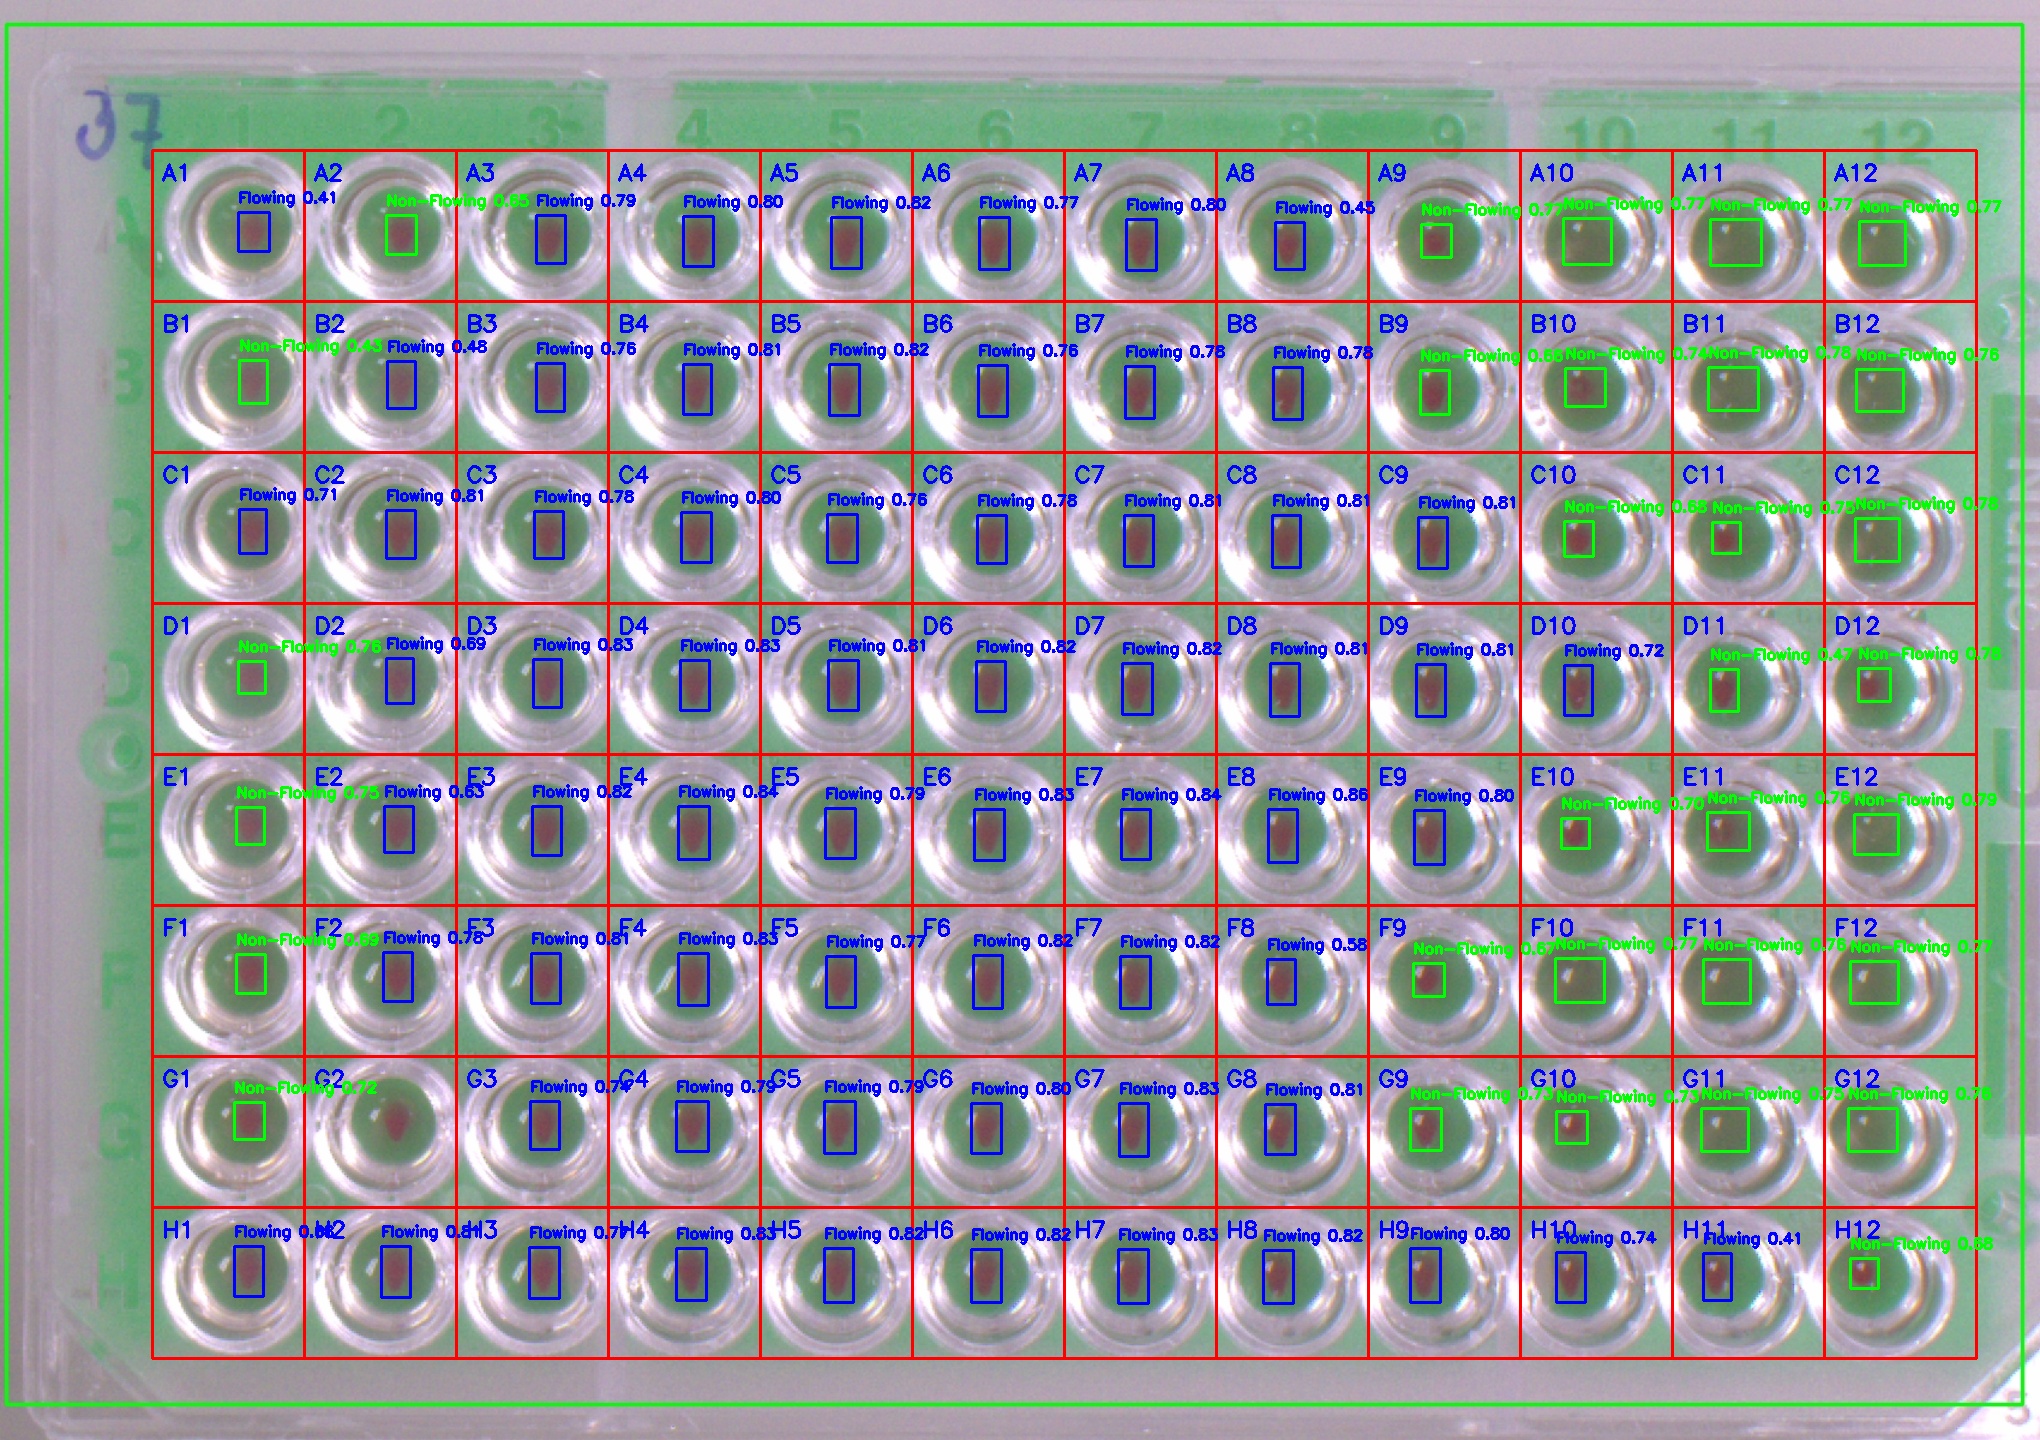 37
1 2 3 4 5 6 7 8 9 10 11 12
A1 A2 A3 A4 A5 A6 A7 A8 A9 A10 A11 A12
Flowing 0.41 Flowing 0.79 Flowing 0.80 Flowing 0.82 Flowing 0.77 Flowing 0.80 Flowing 0.45 Non-Flowing 0.77 Non-Flowing 0.77 Non-Flowing 0.77 Non-Flowing 0.77
B1 B2 B3 B4 B5 B6 B7 B8 B9 B10 B11 B12
Non-Flowing 0.43 Flowing 0.48 Flowing 0.76 Flowing 0.81 Flowing 0.82 Flowing 0.76 Flowing 0.78 Flowing 0.78 Non-Flowing 0.68 Non-Flowing 0.74 Non-Flowing 0.78 Non-Flowing 0.76
C1 C2 C3 C4 C5 C6 C7 C8 C9 C10 C11 C12
Flowing 0.71 Flowing 0.81 Flowing 0.78 Flowing 0.80 Flowing 0.76 Flowing 0.78 Flowing 0.81 Flowing 0.81 Flowing 0.81 Non-Flowing 0.68 Non-Flowing 0.75 Non-Flowing 0.78
D1 D2 D3 D4 D5 D6 D7 D8 D9 D10 D11 D12
Non-Flowing 0.76 Flowing 0.69 Flowing 0.83 Flowing 0.83 Flowing 0.81 Flowing 0.82 Flowing 0.82 Flowing 0.81 Flowing 0.81 Flowing 0.72 Non-Flowing 0.47 Non-Flowing
E1 E2 E3 E4 E5 E6 E7 E8 E9 E10 E11 E12
Non-Flowing 0.75 Flowing 0.63 Flowing 0.82 Flowing 0.84 Flowing 0.79 Flowing 0.83 Flowing 0.84 Flowing 0.86 Flowing 0.80 Non-Flowing 0.70 Non-Flowing 0.76 Non-Flowing 0.79
F1 F2 F3 F4 F5 F6 F7 F8 F9 F10 F11 F12
Non-Flowing 0.69 Flowing 0.78 Flowing 0.81 Flowing 0.83 Flowing 0.77 Flowing 0.82 Flowing 0.82 Flowing 0.58 Non-Flowing 0.67 Non-Flowing 0.77 Non-Flowing 0.76 Non-Flowing 0.77
G1 G2 G3 G4 G5 G6 G7 G8 G9 G10 G11 G12
Non-Flowing 0.72 Flowing 0.74 Flowing 0.79 Flowing 0.79 Flowing 0.80 Flowing 0.83 Flowing 0.81 Non-Flowing 0.73 Non-Flowing 0.73 Non-Flowing 0.75 Non-Flowing 0.78
H1 H2 H3 H4 H5 H6 H7 H8 H9 H10 H11 H12
Flowing Flowing 0.81 Flowing 0.77 Flowing 0.83 Flowing 0.82 Flowing 0.82 Flowing 0.83 Flowing 0.82 Flowing 0.80 Flowing 0.74 Flowing 0.41 Non-Flowing 0.68